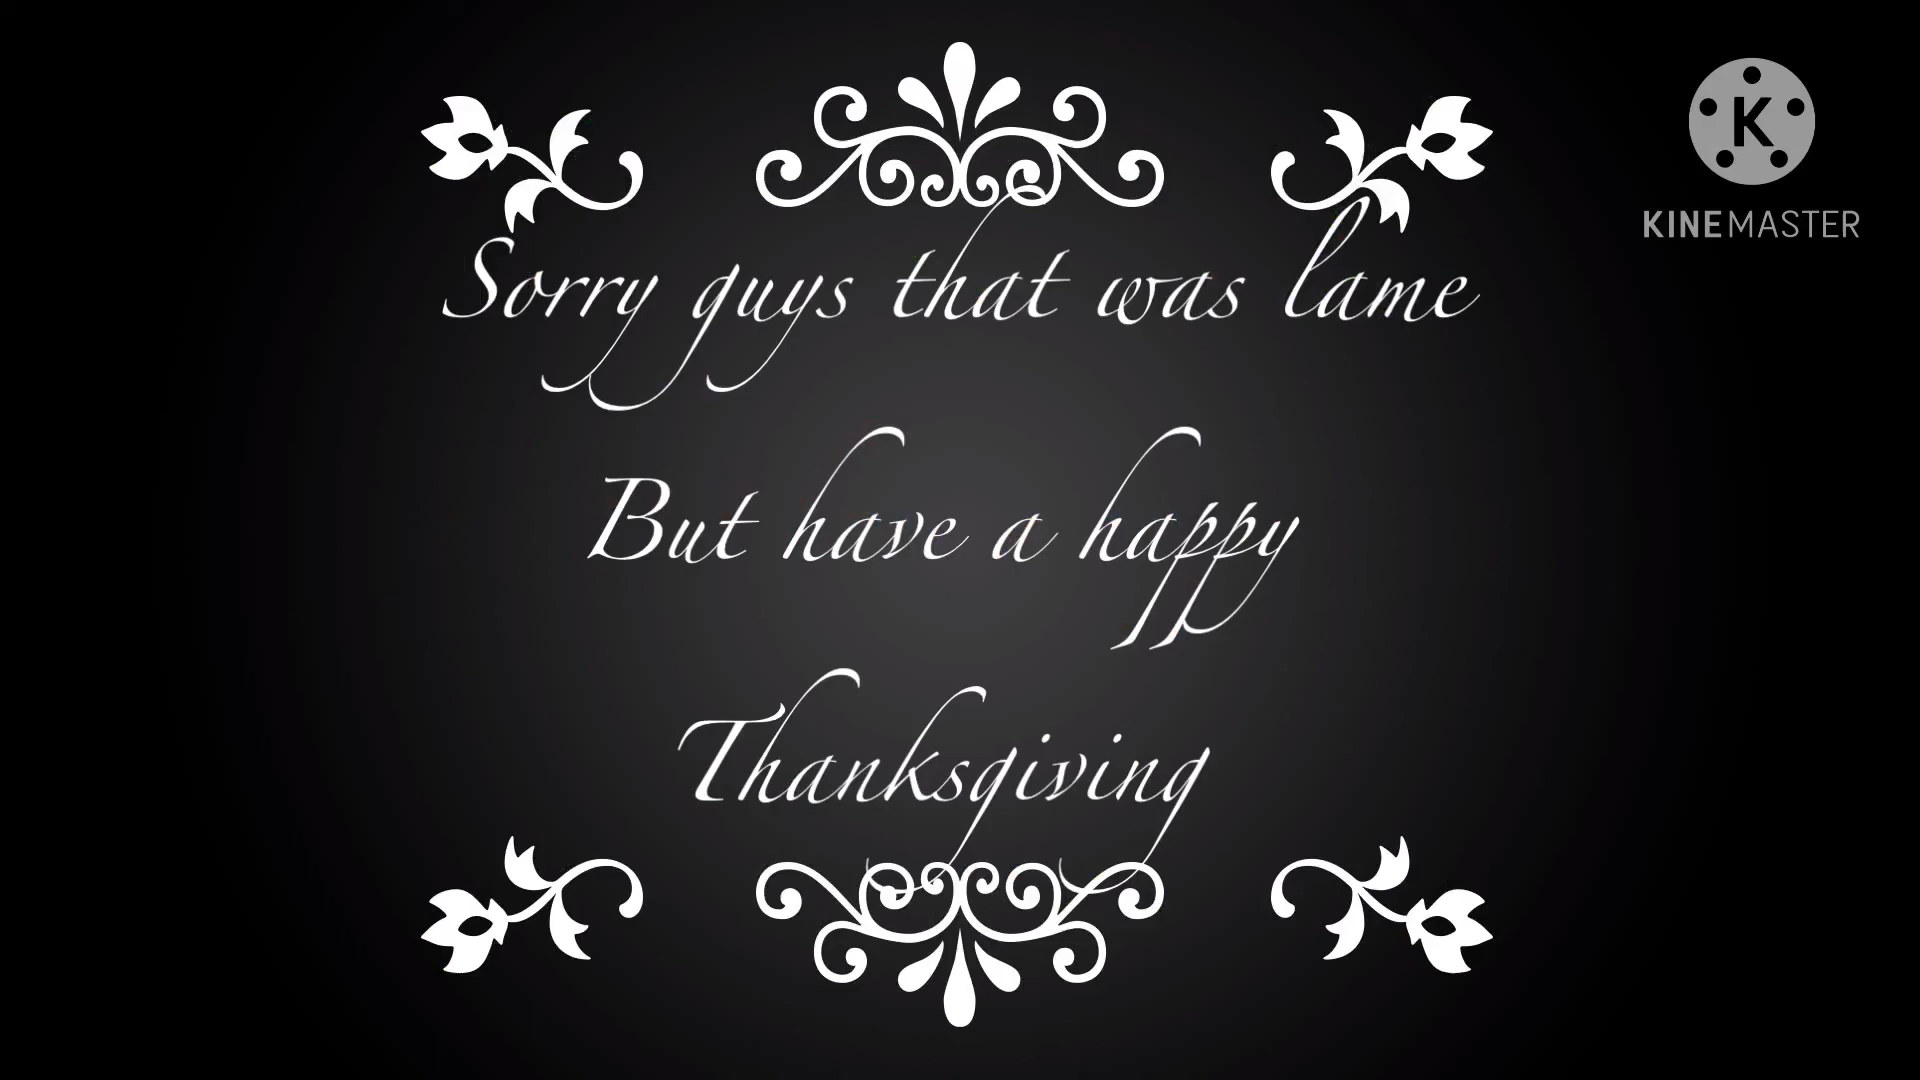 K
KINEMASTER
Sorry guys that was lame
But have a happy
Thanksgiving